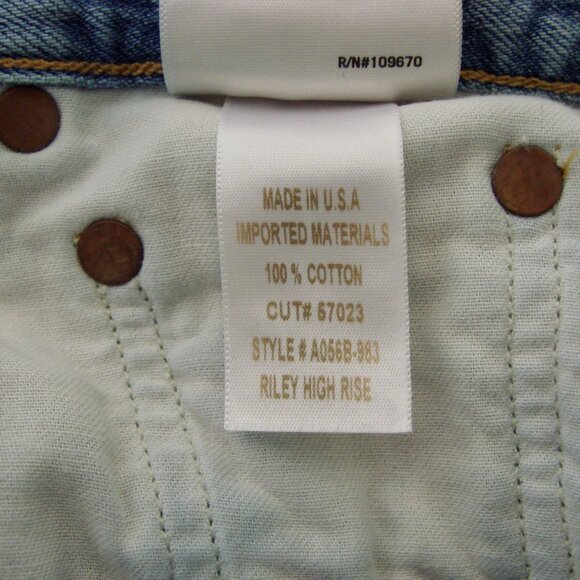 R/N#109670
MADE IN U.S.A
IMPORTED MATERIALS
100 % COTTON
CUT# 67023
STYLE # A056B-983
RILEY HIGH RISE